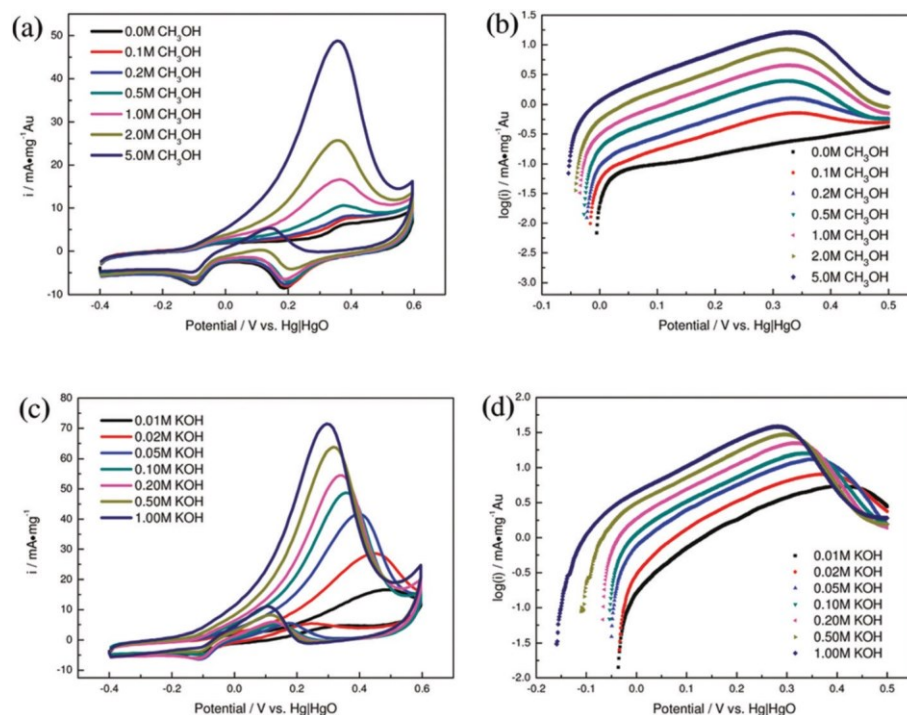 (a)
50
40
30
20
10
0
-10
i / mA•mg⁻¹Au
0.0M CH₃OH
0.1M CH₃OH
0.2M CH₃OH
0.5M CH₃OH
1.0M CH₃OH
2.0M CH₃OH
5.0M CH₃OH
-0.4 -0.2 0.0 0.2 0.4 0.6
Potential / V vs. Hg|HgO
(b)
1.5
1.0
0.5
0.0
-0.5
-1.0
-1.5
-2.0
-2.5
-3.0
log(i) / mA•mg⁻¹Au
0.0M CH₃OH
0.1M CH₃OH
0.2M CH₃OH
0.5M CH₃OH
1.0M CH₃OH
2.0M CH₃OH
5.0M CH₃OH
-0.1 0.0 0.1 0.2 0.3 0.4 0.5
Potential / V vs. Hg|HgO
(c)
80
70
60
50
40
30
20
10
0
-10
i / mA•mg⁻¹
0.01M KOH
0.02M KOH
0.05M KOH
0.10M KOH
0.20M KOH
0.50M KOH
1.00M KOH
-0.4 -0.2 0.0 0.2 0.4 0.6
Potential / V vs. Hg|HgO
(d)
2.0
1.5
1.0
0.5
0.0
-0.5
-1.0
-1.5
-2.0
log(i) / mA•mg⁻¹Au
0.01M KOH
0.02M KOH
0.05M KOH
0.10M KOH
0.20M KOH
0.50M KOH
1.00M KOH
-0.2 -0.1 0.0 0.1 0.2 0.3 0.4 0.5
Potential / V vs. Hg|HgO